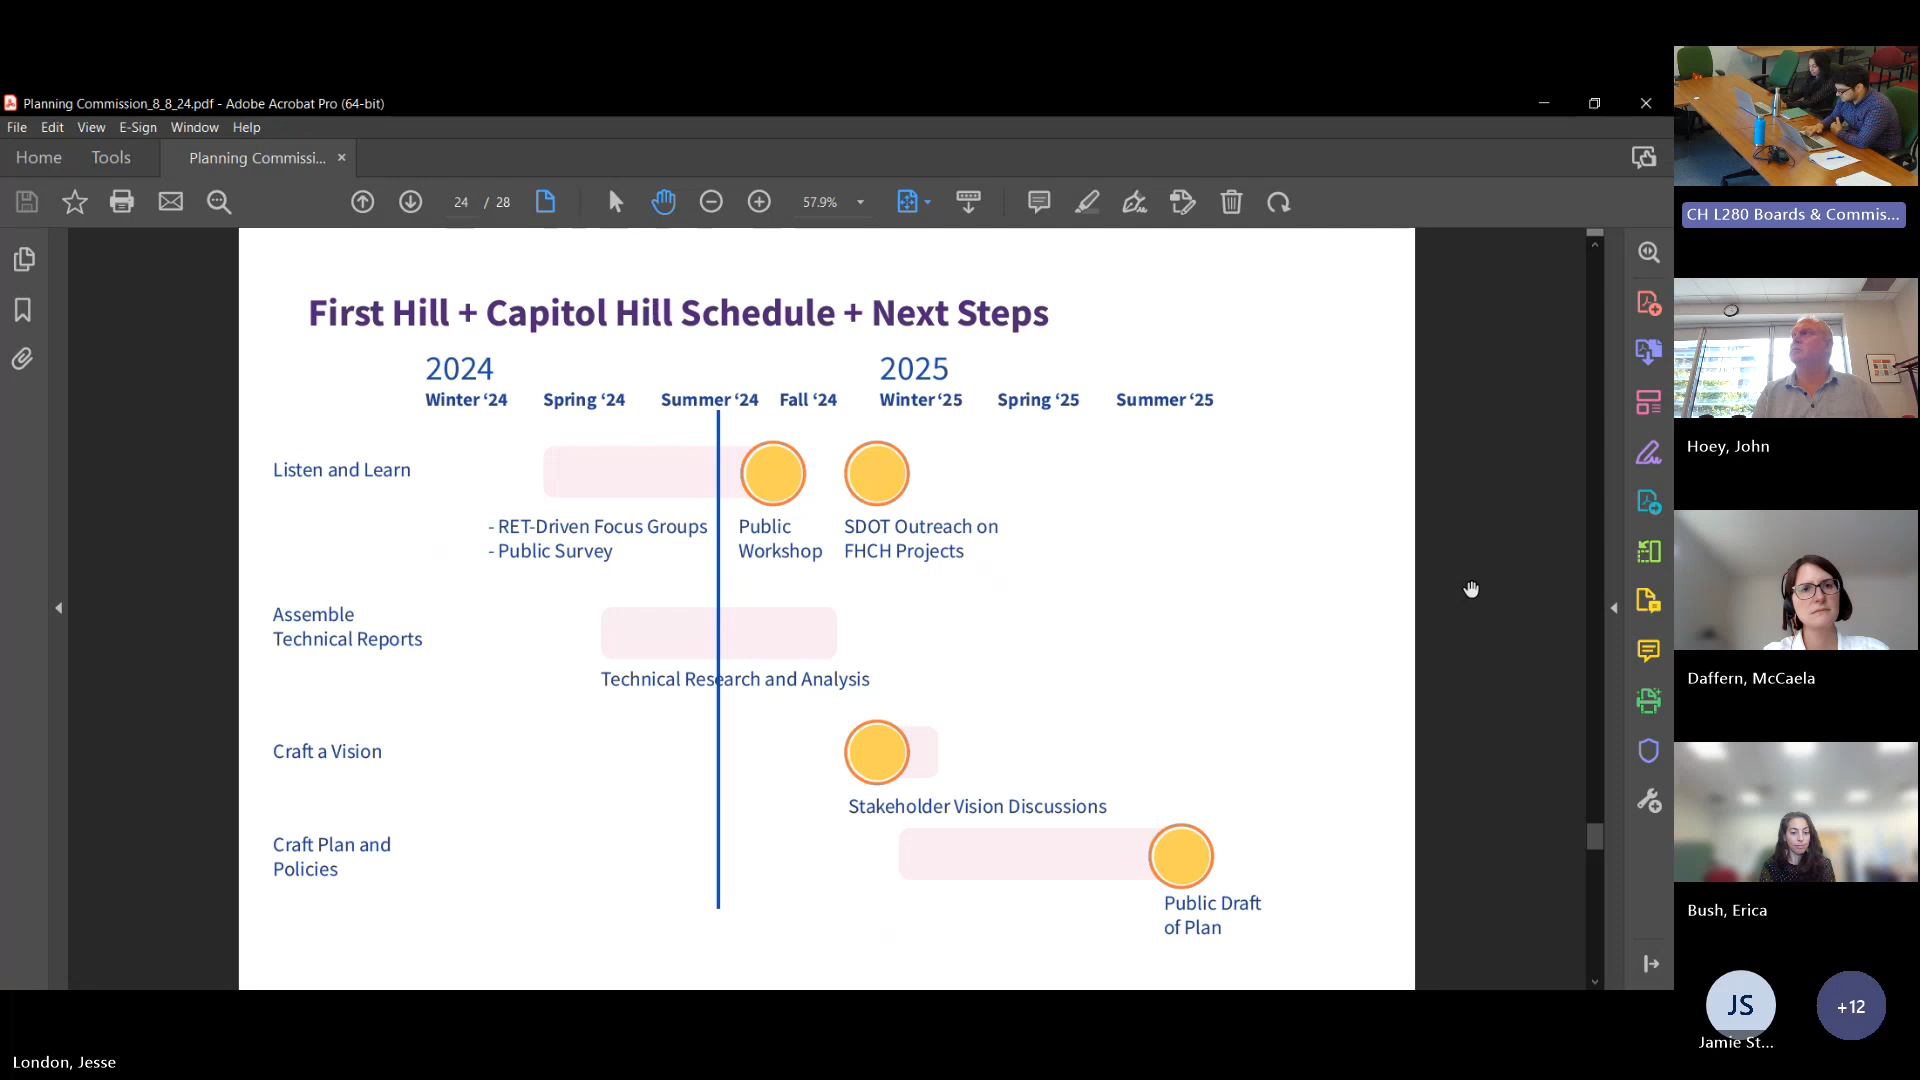 Planning Commission_8_8_24.pdf - Adobe Acrobat Pro (64-bit)
File Edit View E-Sign Window Help
Home Tools Planning Commissi... ×
24 / 28 57.9%
First Hill + Capitol Hill Schedule + Next Steps
2024 2025
Winter ‘24 Spring ‘24 Summer ‘24 Fall ‘24 Winter ‘25 Spring ‘25 Summer ‘25
Listen and Learn
- RET-Driven Focus Groups
- Public Survey
Public
Workshop
SDOT Outreach on
FHCH Projects
Assemble
Technical Reports
Technical Research and Analysis
Craft a Vision
Stakeholder Vision Discussions
Craft Plan and
Policies
Public Draft
of Plan
CH L280 Boards & Commis...
Hoey, John
Daffern, McCaela
Bush, Erica
JS
+12
Jamie St...
London, Jesse